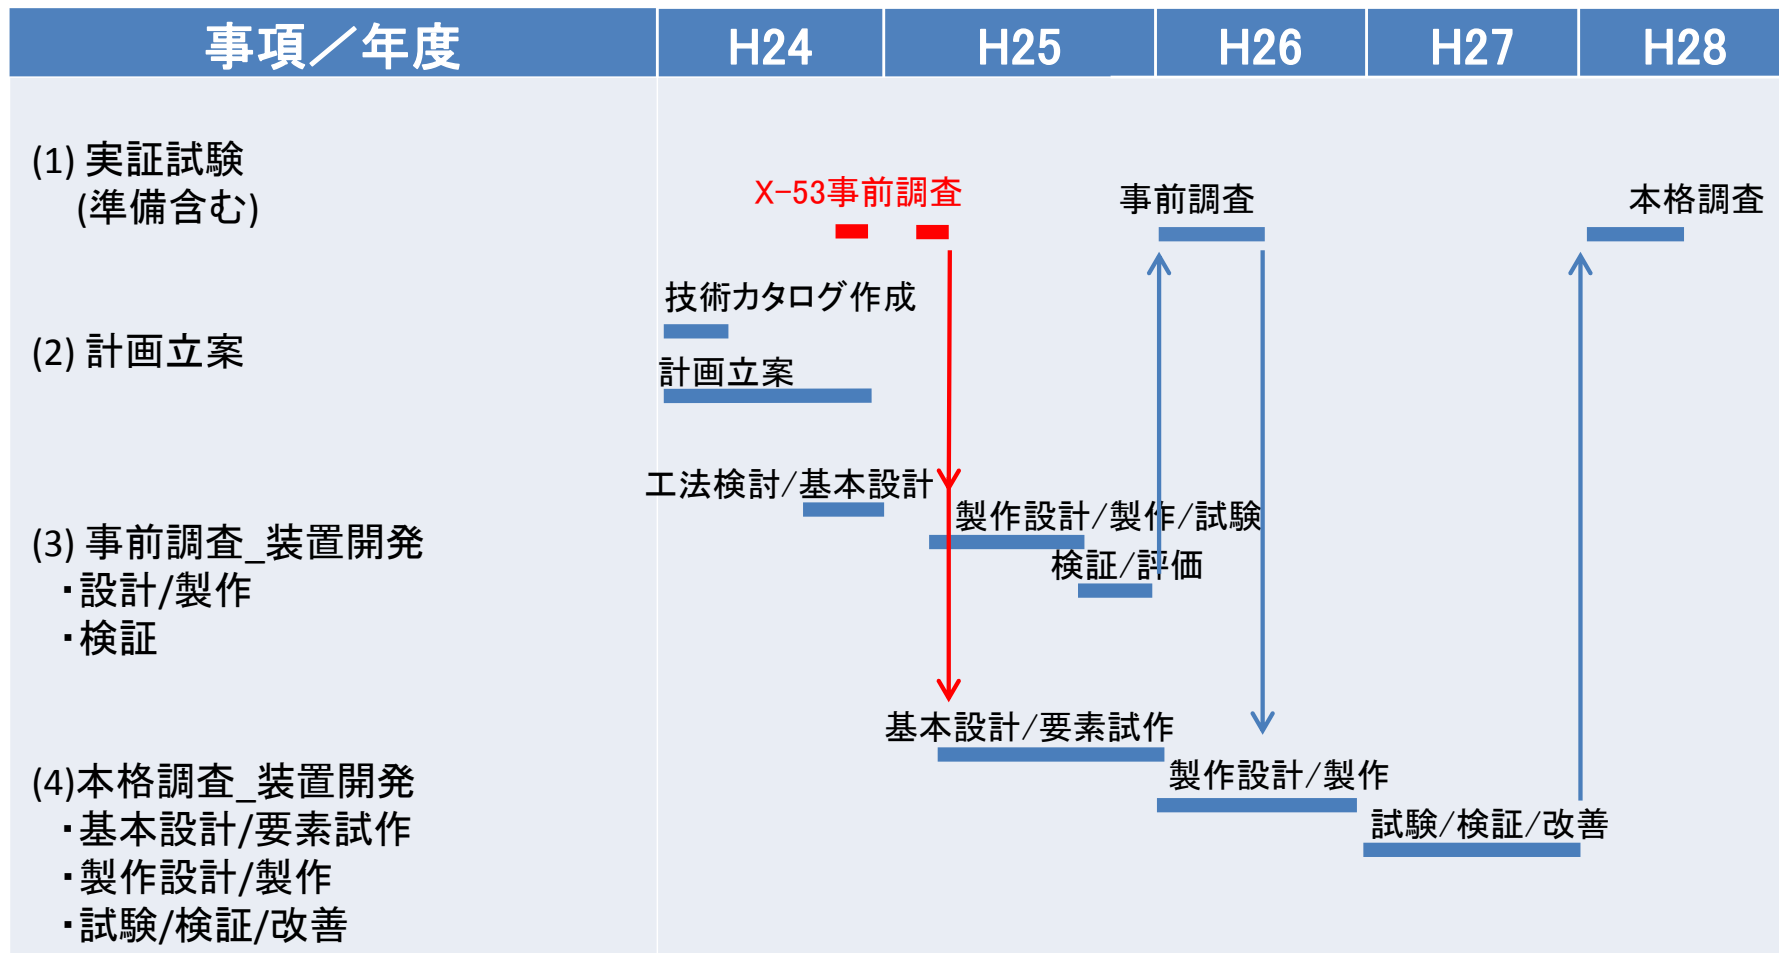 事項／年度 H24 H25 H26 H27 H28
(1) 実証試験
(準備含む)
X-53事前調査
事前調査
本格調査
(2) 計画立案
技術カタログ作成
計画立案
(3) 事前調査_装置開発
・設計/製作
・検証
工法検討/基本設計
製作設計/製作/試験
検証/評価
(4)本格調査_装置開発
・基本設計/要素試作
・製作設計/製作
・試験/検証/改善
基本設計/要素試作
製作設計/製作
試験/検証/改善